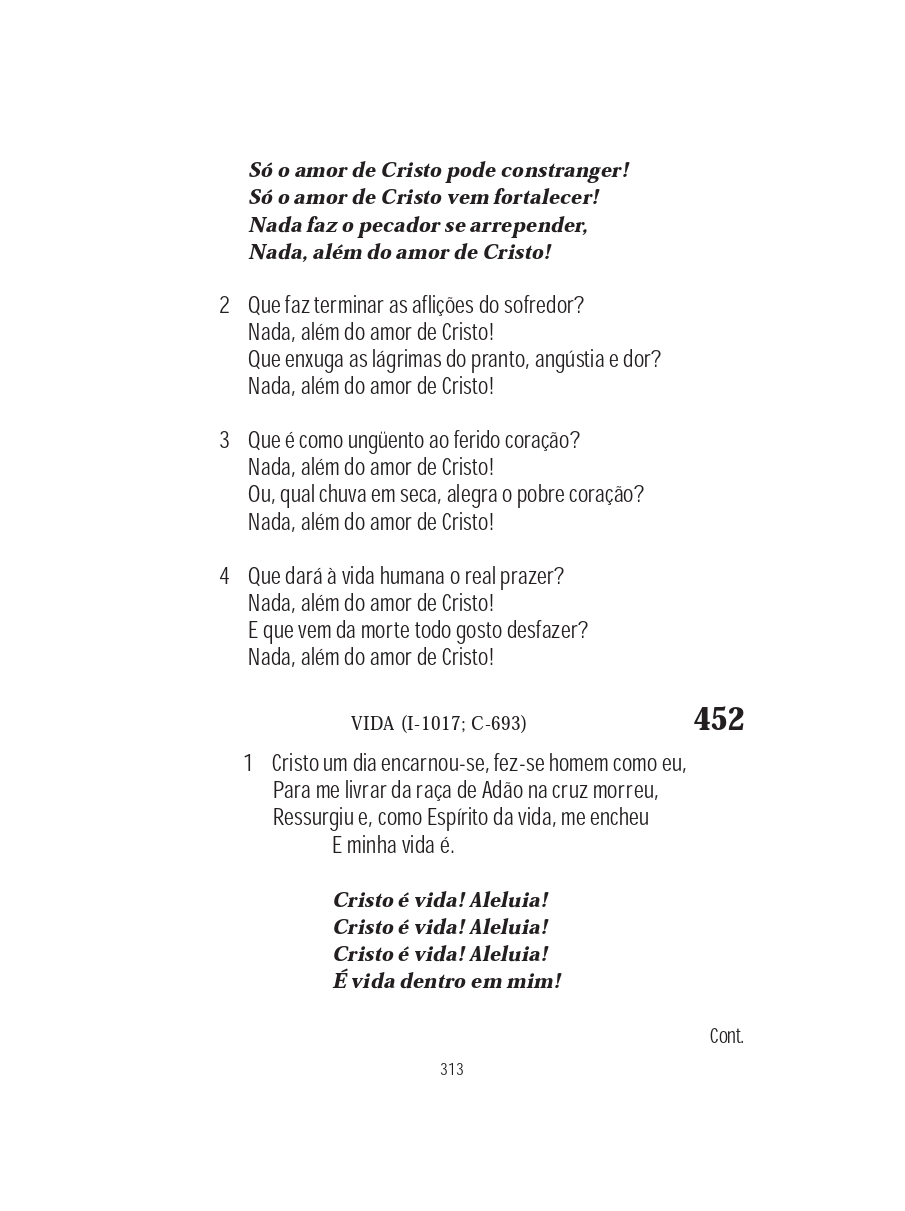 Só o amor de Cristo pode constranger!
Só o amor de Cristo vem fortalecer!
Nada faz o pecador se arrepender,
Nada, além do amor de Cristo!
2 Que faz terminar as aflições do sofredor?
Nada, além do amor de Cristo!
Que enxuga as lágrimas do pranto, angústia e dor?
Nada, além do amor de Cristo!
3 Que é como ungüento ao ferido coração?
Nada, além do amor de Cristo!
Ou, qual chuva em seca, alegra o pobre coração?
Nada, além do amor de Cristo!
4 Que dará à vida humana o real prazer?
Nada, além do amor de Cristo!
E que vem da morte todo gosto desfazer?
Nada, além do amor de Cristo!
VIDA (I-1017; C-693) 452
1 Cristo um dia encarnou-se, fez-se homem como eu,
Para me livrar da raça de Adão na cruz morreu,
Ressurgiu e, como Espírito da vida, me encheu
E minha vida é.
Cristo é vida! Aleluia!
Cristo é vida! Aleluia!
Cristo é vida! Aleluia!
É vida dentro em mim!
Cont.
313